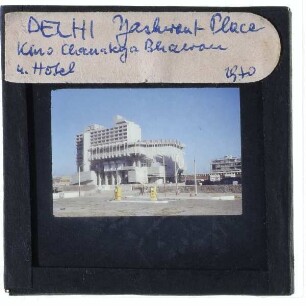 DELHI Yashwant Place
Kino Chanakya Bhawan
u. Hotel 1970